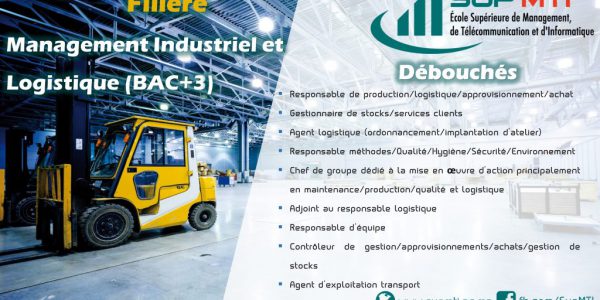 Filière
Management Industriel et
Logistique (BAC+3)
SUP MTI
École Supérieure de Management,
de Télécommunication et d'Informatique
Débouchés
Responsable de production/logistique/approvisionnement/achat
Gestionnaire de stocks/services clients
Agent logistique (ordonnancement/implantation d'atelier)
Responsable méthodes/Qualité/Hygiène/Sécurité/Environnement
Chef de groupe dédié à la mise en œuvre d'action principalement
en maintenance/production/qualité et logistique
Adjoint au responsable logistique
Responsable d'équipe
Contrôleur de gestion/approvisionnements/achats/gestion de
stocks
Agent d'exploitation transport